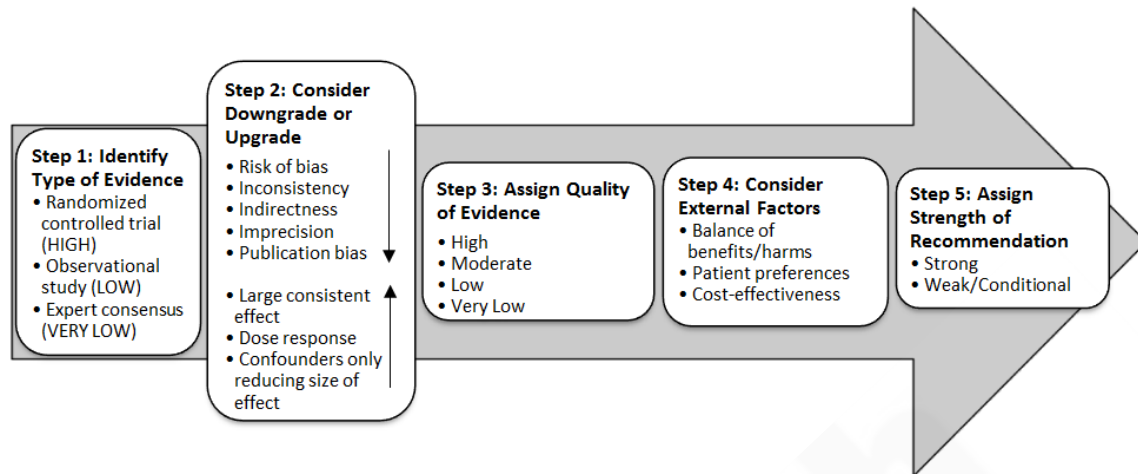 Step 1: Identify
Type of Evidence
• Randomized
controlled trial
(HIGH)
• Observational
study (LOW)
• Expert consensus
(VERY LOW)
Step 2: Consider
Downgrade or
Upgrade
• Risk of bias
• Inconsistency
• Indirectness
• Imprecision
• Publication bias
• Large consistent
effect
• Dose response
• Confounders only
reducing size of
effect
Step 3: Assign Quality
of Evidence
• High
• Moderate
• Low
• Very Low
Step 4: Consider
External Factors
• Balance of
benefits/harms
• Patient preferences
• Cost-effectiveness
Step 5: Assign
Strength of
Recommendation
• Strong
• Weak/Conditional